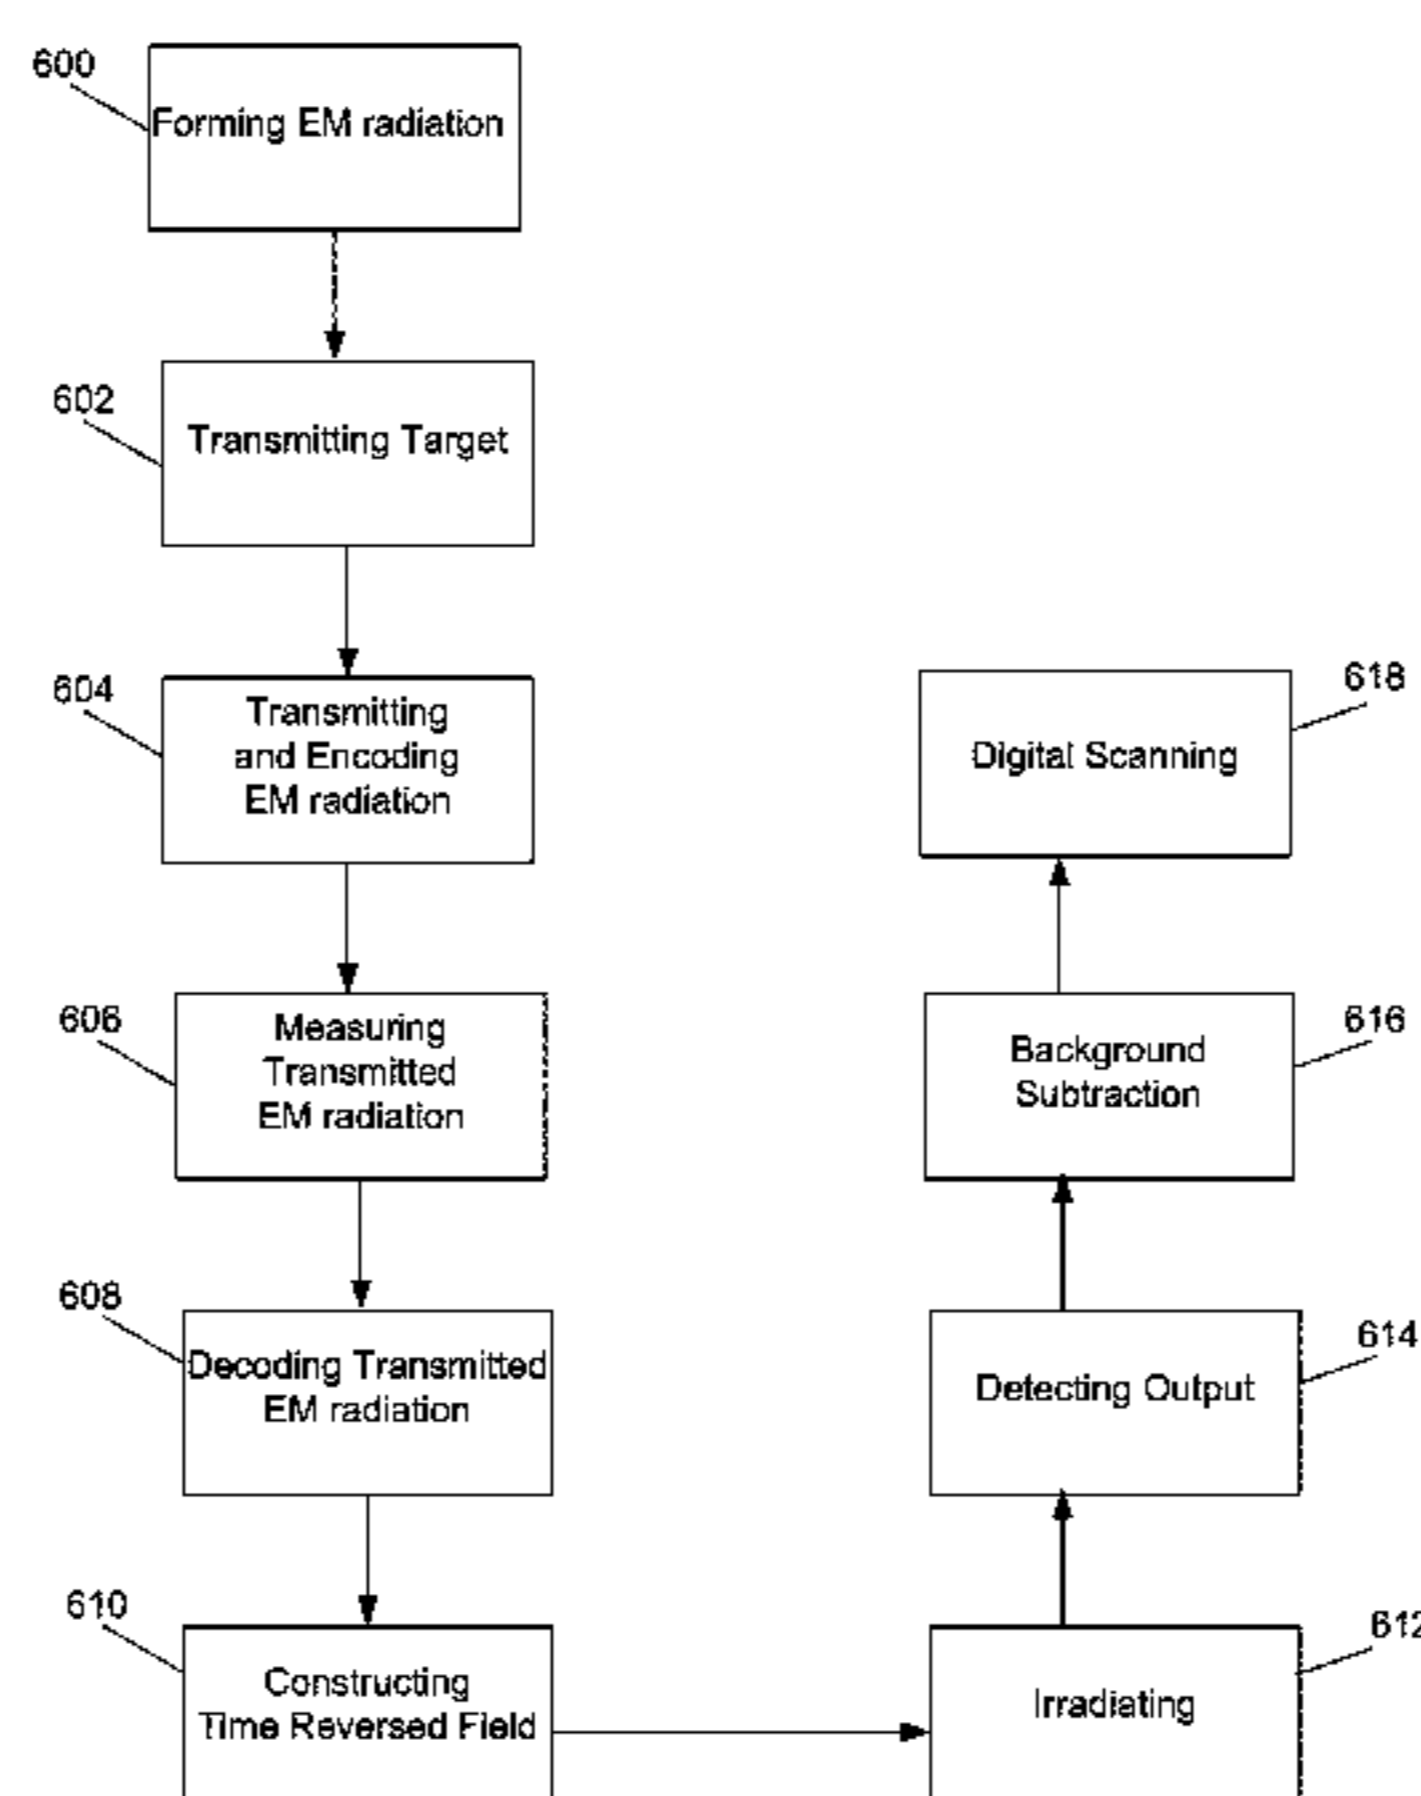 600
Forming EM radiation
602
Transmitting Target
604
Transmitting
and Encoding
EM radiation
606
Measuring
Transmitted
EM radiation
608
Decoding Transmitted
EM radiation
610
Constructing
Time Reversed Field
612
Irradiating
614
Detecting Output
616
Background
Subtraction
618
Digital Scanning